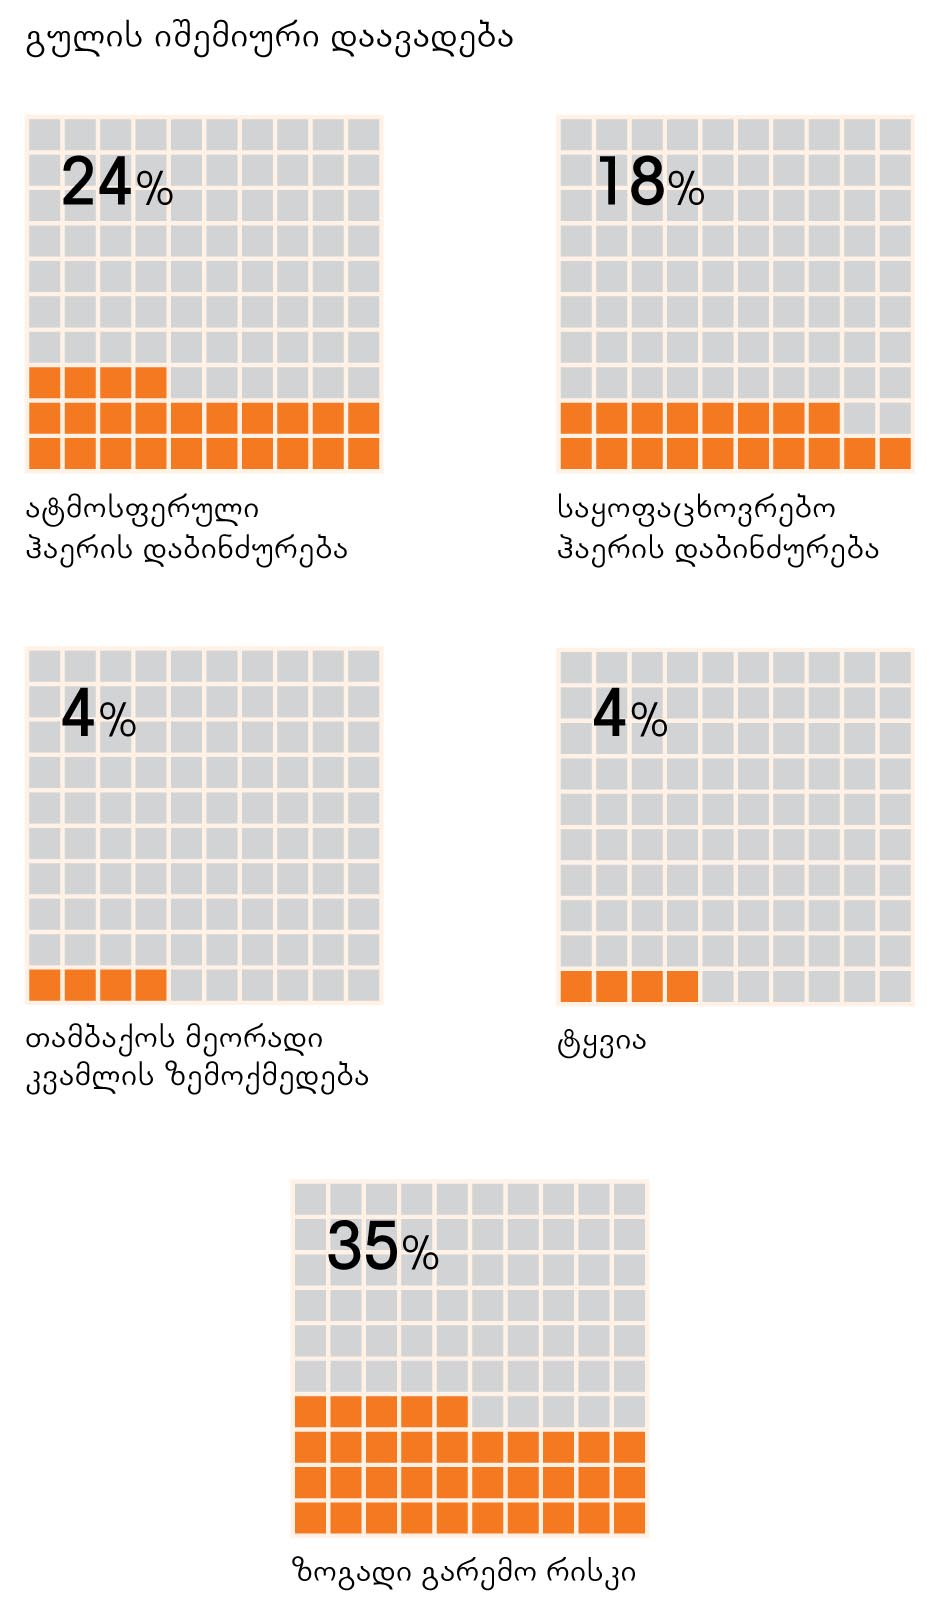 გულის იშემიური დაავადება
24%
18%
ატმოსფერული
ჰაერის დაბინძურება
საყოფაცხოვრებო
ჰაერის დაბინძურება
4%
4%
თამბაქოს მეორადი
კვამლის ზემოქმედება
ტყვია
35%
ზოგადი გარემო რისკი